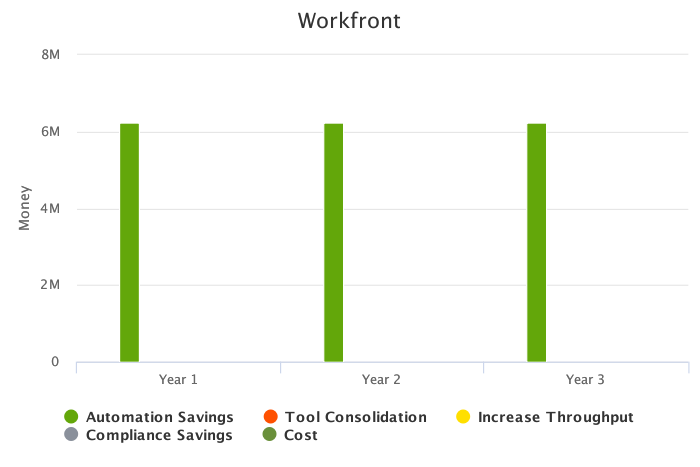 Workfront
8M
6M
4M
2M
0
Money
Year 1
Year 2
Year 3
Automation Savings
Tool Consolidation
Increase Throughput
Compliance Savings
Cost